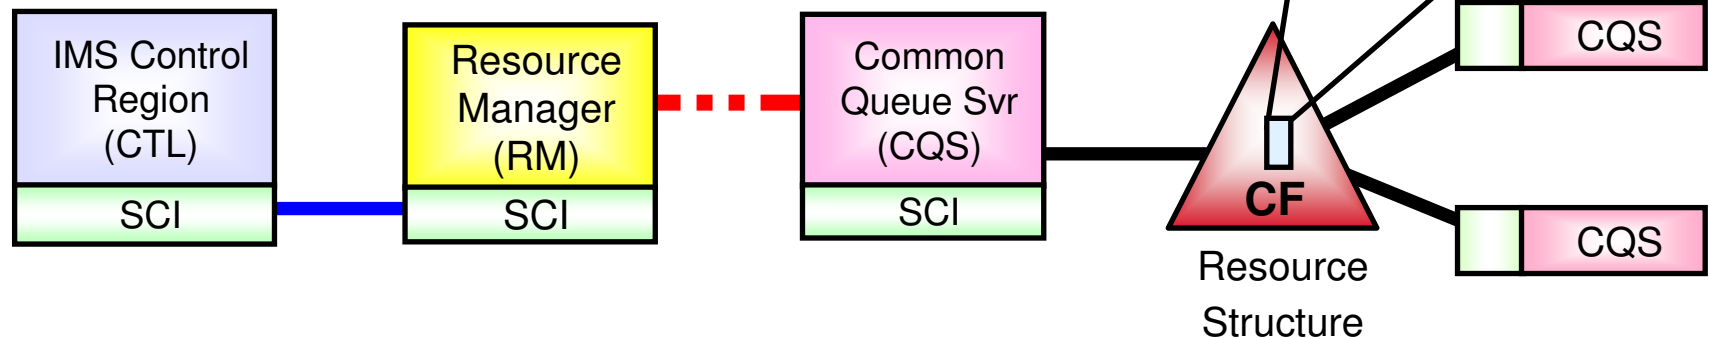 IMS Control
Region
(CTL)
SCI
Resource
Manager
(RM)
SCI
Common
Queue Svr
(CQS)
SCI
CF
Resource
Structure
CQS
CQS